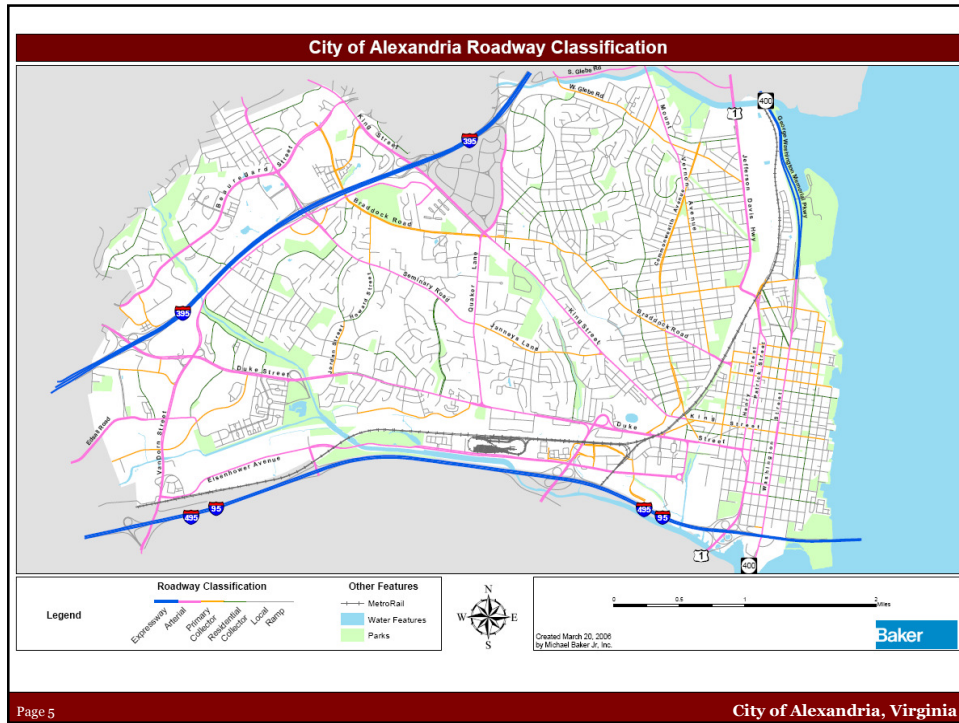 City of Alexandria Roadway Classification
S. Glebe Rd
W. Glebe Rd
400
1
395
King Street
Mount Vernon Avenue
George Washington Memorial Pkwy
Jefferson Davis Hwy
Beauregard Street
Braddock Road
Commonwealth Avenue
Quaker Lane
Seminary Road
Howard Street
395
King Street
Braddock Road
Janneys Lane
Jordan Street
Duke Street
Henry Street
Patrick Street
Duke Street
King Street
Washington Street
Edsall Road
VanDorn Street
Eisenhower Avenue
495
95
495
95
1
400
Legend
Roadway Classification
Expressway
Arterial
Primary Collector
Residential Collector
Local
Ramp
Other Features
MetroRail
Water Features
Parks
N
W
E
S
0 0.5 1 2
Miles
Created March 20, 2006
by Michael Baker Jr, Inc.
Baker
Page 5
City of Alexandria, Virginia